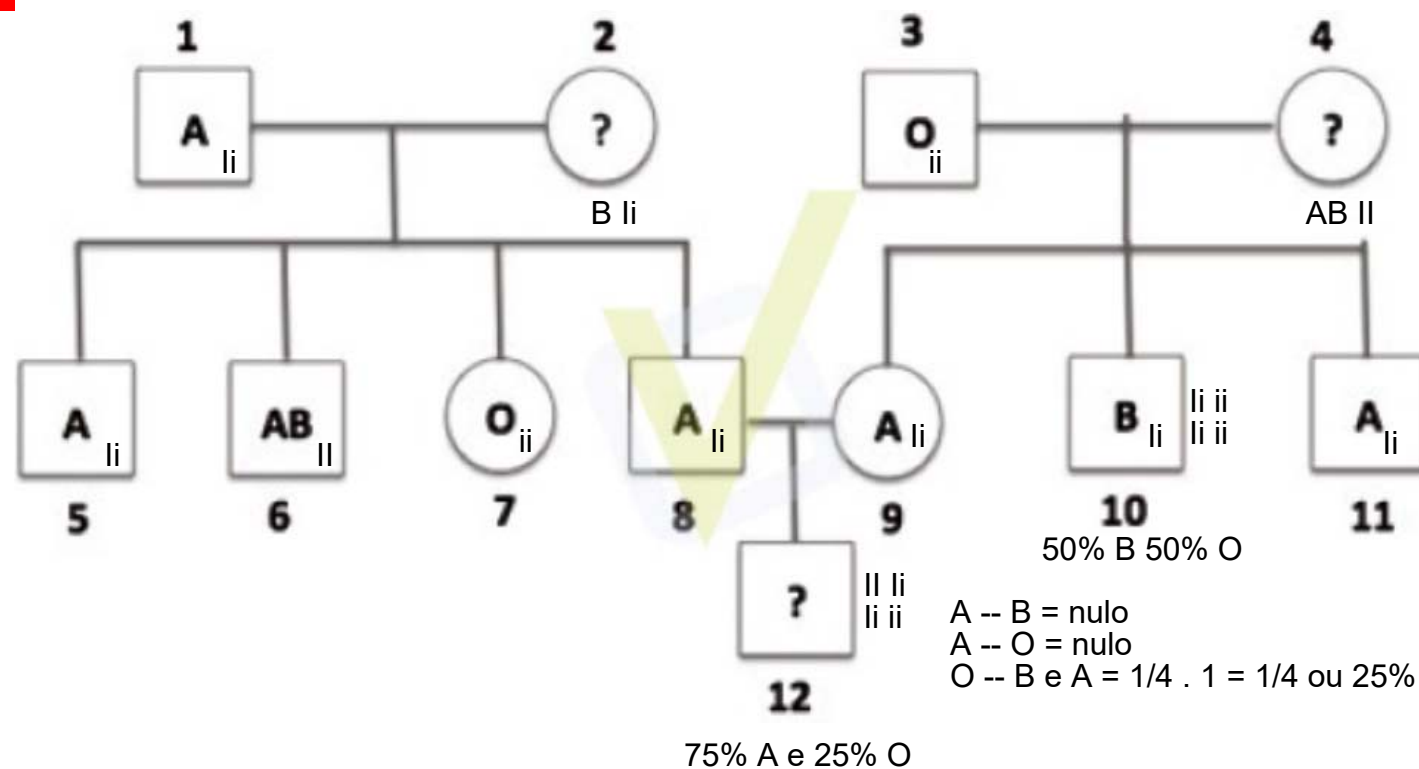 1 2 3 4
A Ii ? O ii ?
B Ii AB II
A Ii AB II O ii A Ii A Ii B Ii Ii ii A Ii
Ii ii
5 6 7 8 9 10 11
50% B 50% O
? II Ii
Ii ii
A -- B = nulo
A -- O = nulo
O -- B e A = 1/4 . 1 = 1/4 ou 25%
12
75% A e 25% O